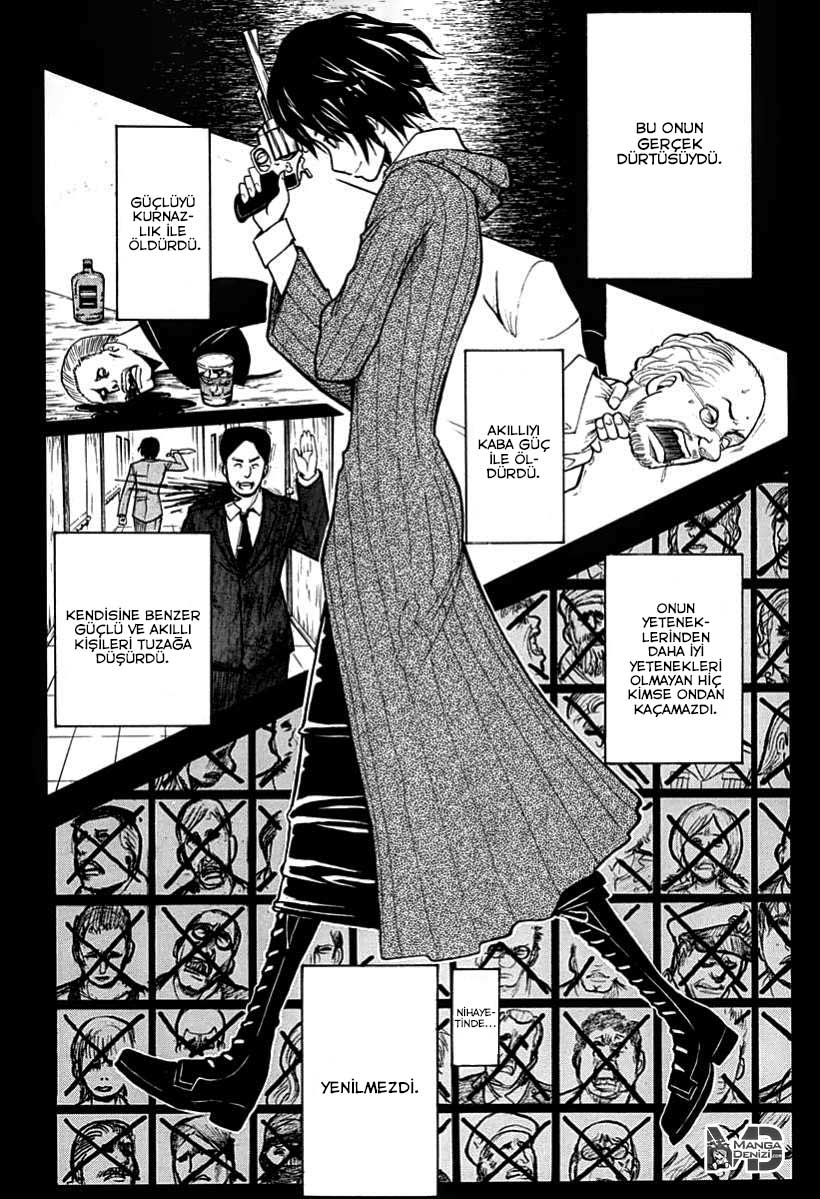 BU ONUN
GERÇEK
DÜRTÜSÜYDÜ.
GÜÇLÜYÜ
KURNAZ-
LIK İLE
ÖLDÜRDÜ.
AKILLIYI
KABA GÜÇ
İLE ÖL-
DÜRDÜ.
KENDİSİNE BENZER
GÜÇLÜ VE AKILLI
KİŞİLERİ TUZAĞA
DÜŞÜRDÜ.
ONUN
YETENEK-
LERİNDEN
DAHA İYİ
YETENEKLERİ
OLMAYAN HİÇ
KİMSE ONDAN
KAÇAMAZDI.
NİHAYE-
TİNDE...
YENİLMEZDİ.
MD
MANGA
DENİZİ.com